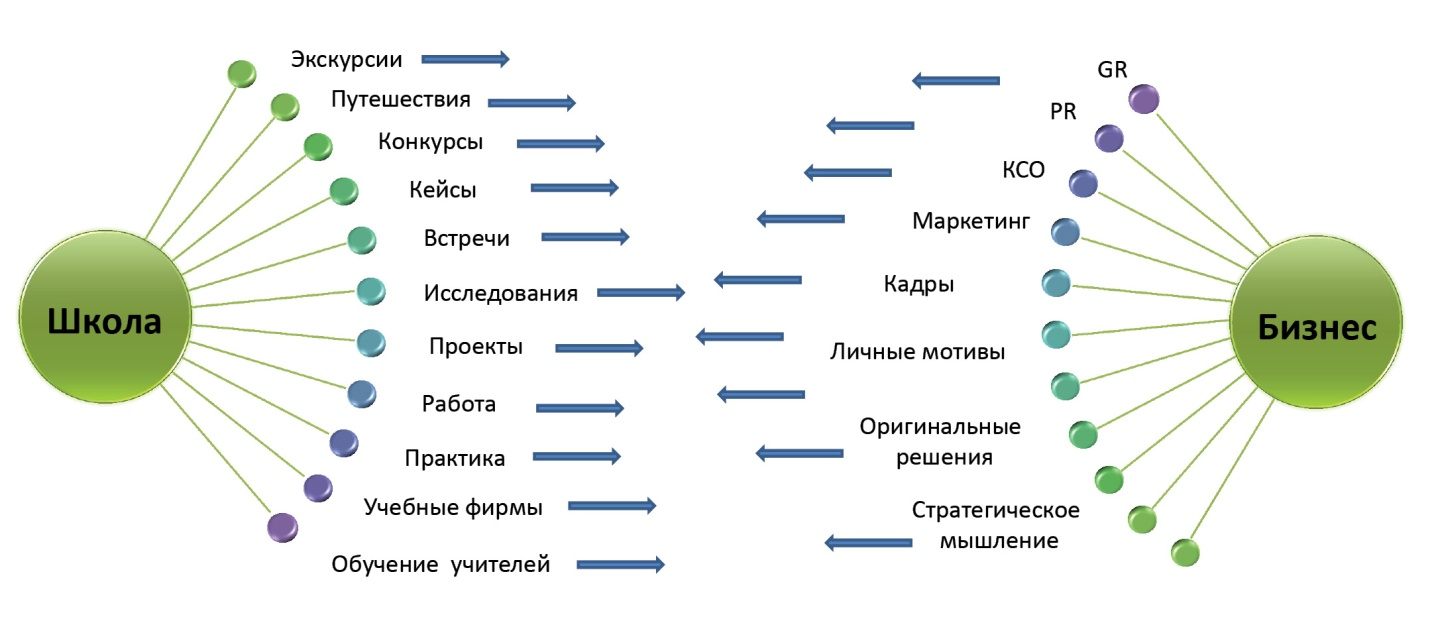 Школа
Экскурсии
Путешествия
Конкурсы
Кейсы
Встречи
Исследования
Проекты
Работа
Практика
Учебные фирмы
Обучение учителей
GR
PR
КСО
Маркетинг
Кадры
Личные мотивы
Оригинальные
решения
Стратегическое
мышление
Бизнес